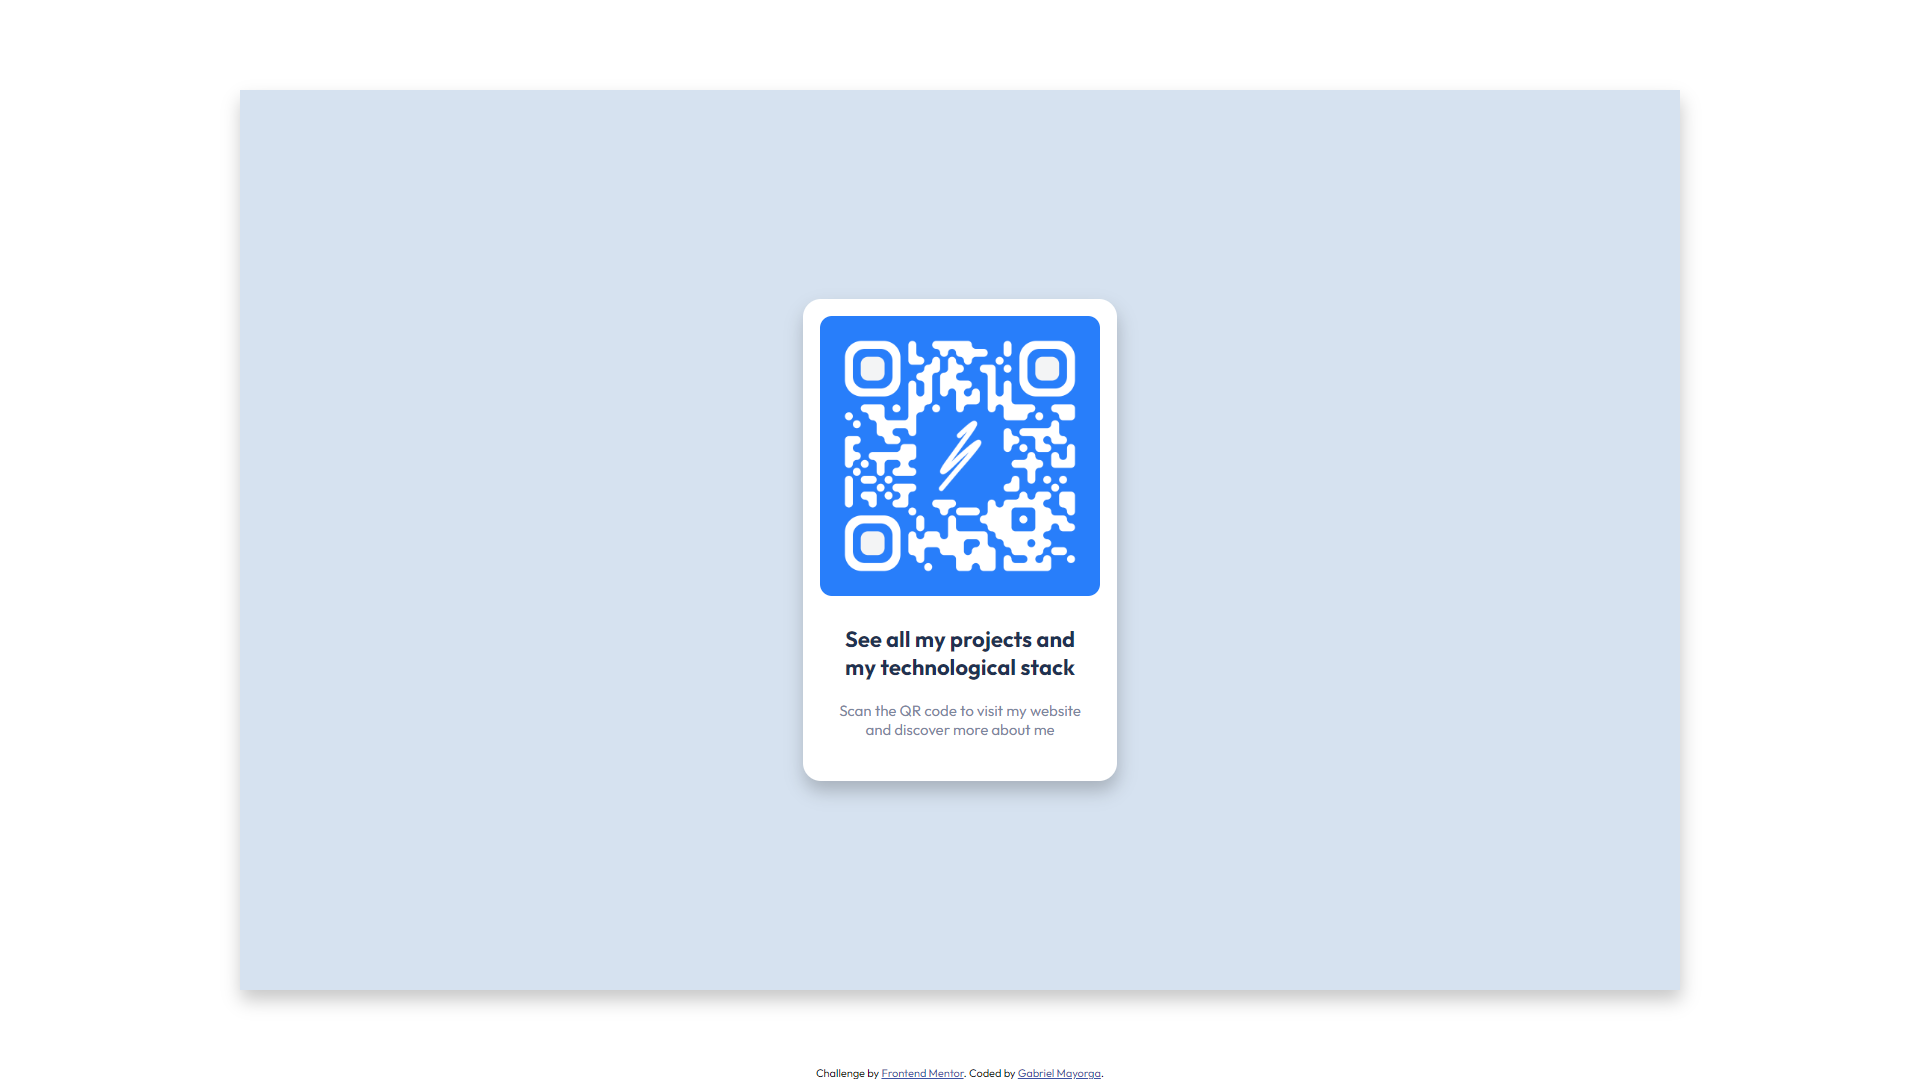 See all my projects and
my technological stack
Scan the QR code to visit my website
and discover more about me
Challenge by Frontend Mentor. Coded by Gabriel Mayorga.